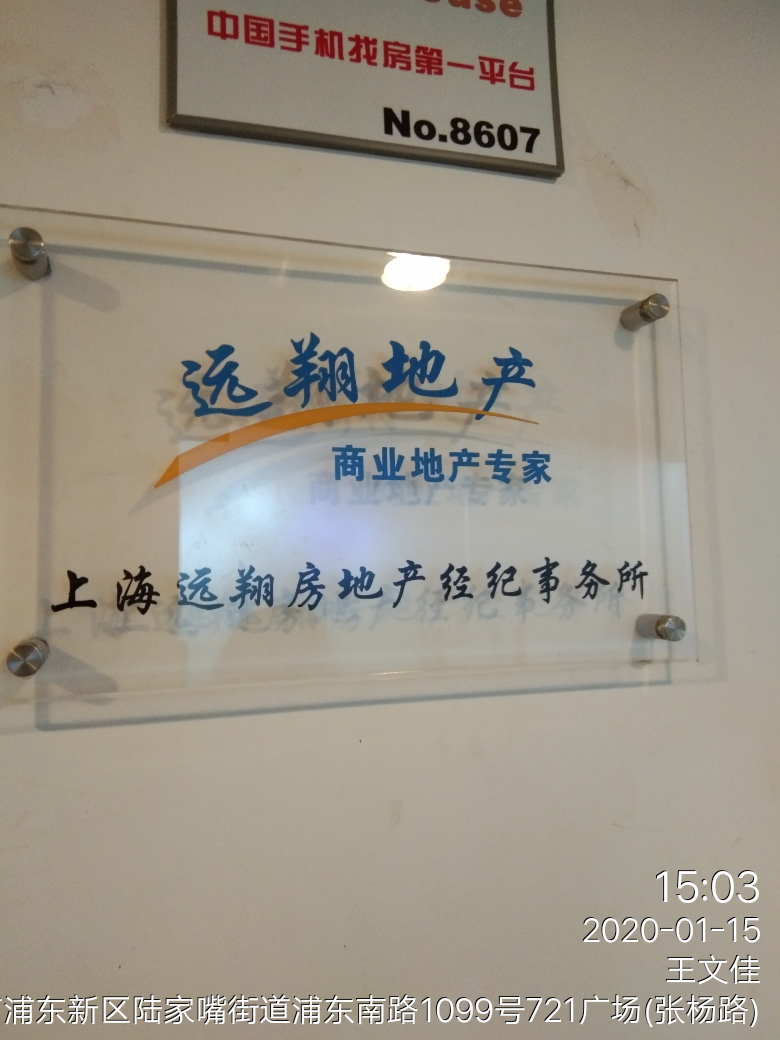 中国手机找房第一平台
No.8607
远翔地产
商业地产专家
上海远翔房地产经纪事务所
15:03
2020-01-15
王文佳
浦东新区陆家嘴街道浦东南路1099号721广场(张杨路)